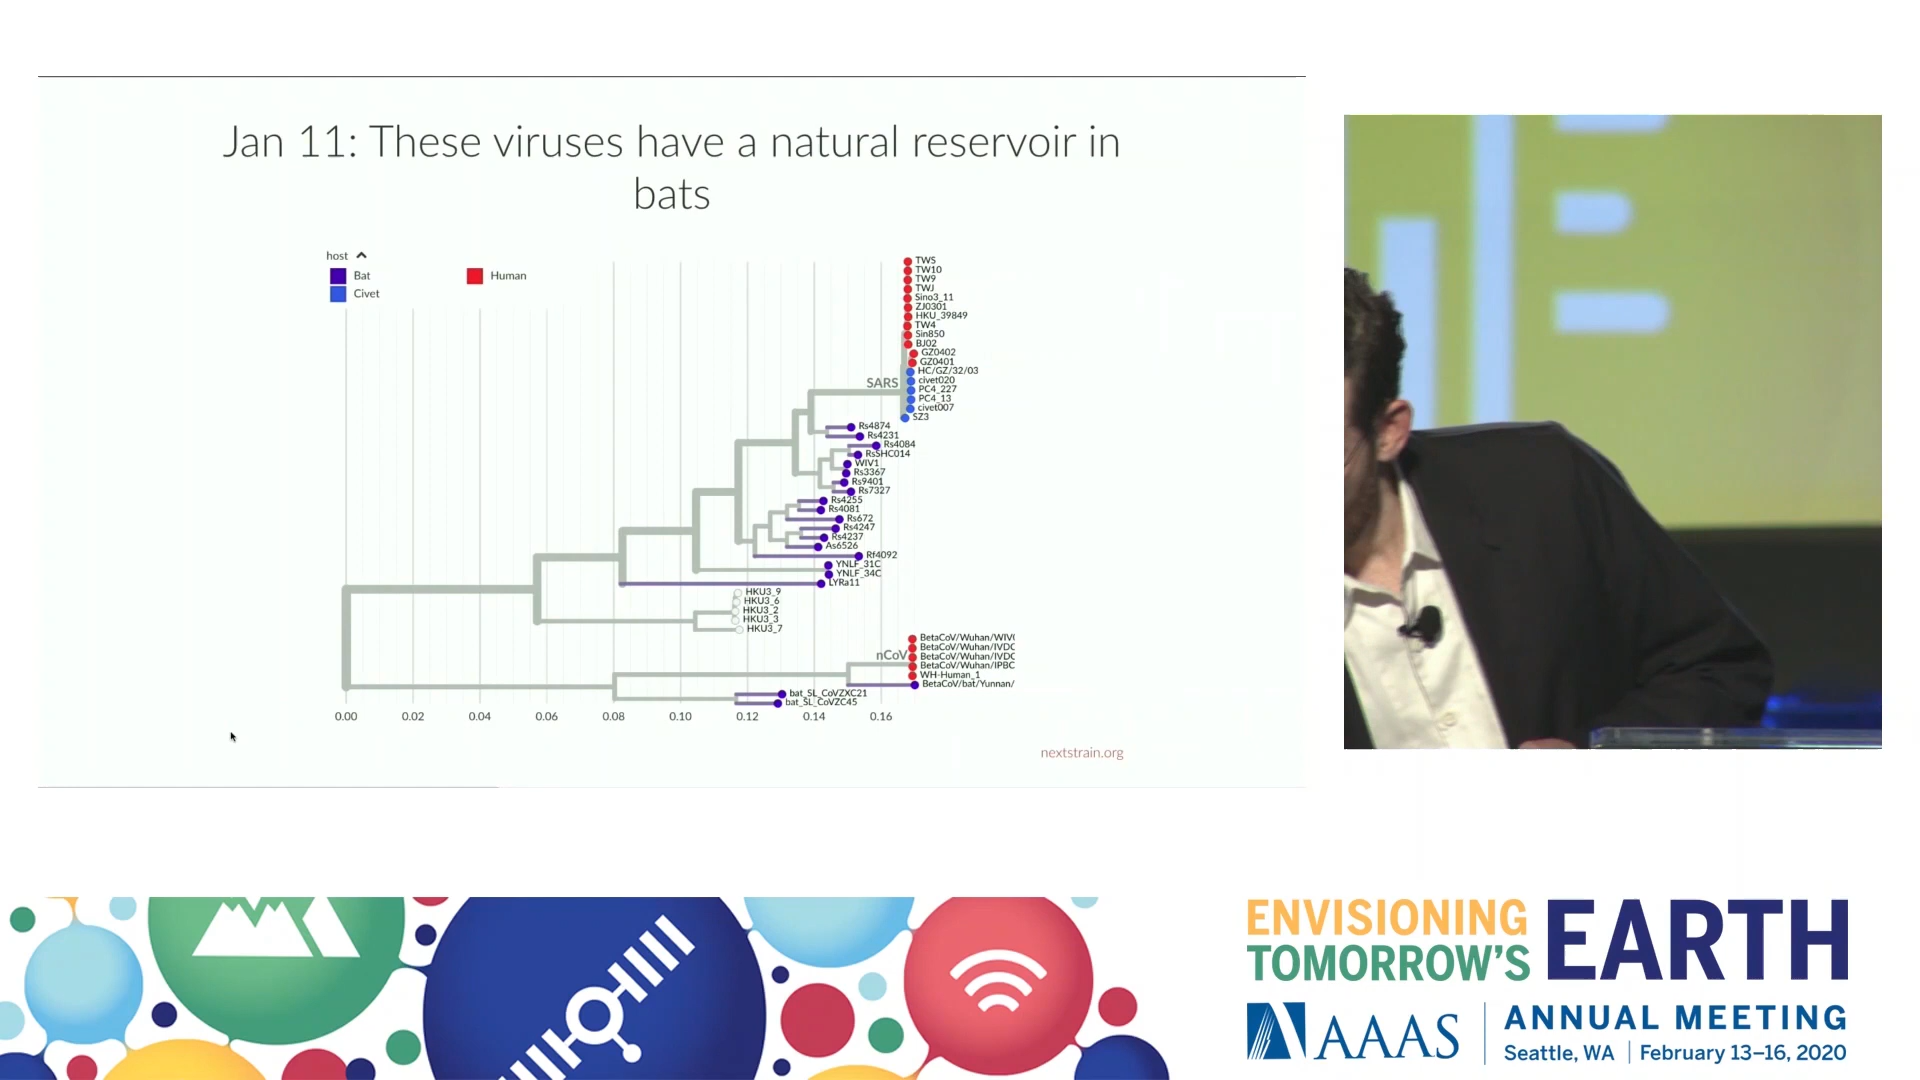 Jan 11: These viruses have a natural reservoir in
bats
host
Bat
Human
Civet
TWS
TW10
TW9
TWJ
Sino3_11
ZJ0301
HKU_39849
TW4
Sin850
BJ02
GZ0402
GZ0401
HC/GZ/32/03
civet020
PC4_227
PC4_13
civet007
SZ3
SARS
Rs4874
Rs4231
Rs4084
RsSHC014
WIV1
Rs3367
Rs9401
Rs7327
Rs4255
Rs4081
Rs672
Rs4247
Rs4237
As6526
Rf4092
YNLF_31C
YNLF_34C
LYRa11
HKU3_9
HKU3_6
HKU3_2
HKU3_3
HKU3_7
nCoV
BetaCoV/Wuhan/WIV
BetaCoV/Wuhan/IVDC
BetaCoV/Wuhan/IVDC
BetaCoV/Wuhan/IPBC
WH-Human_1
BetaCoV/bat/Yunnan/
bat_SL_CoVZXC21
bat_SL_CoVZC45
0.00 0.02 0.04 0.06 0.08 0.10 0.12 0.14 0.16
nextstrain.org
ENVISIONING
TOMORROW'S
EARTH
AAAS
ANNUAL MEETING
Seattle, WA | February 13–16, 2020